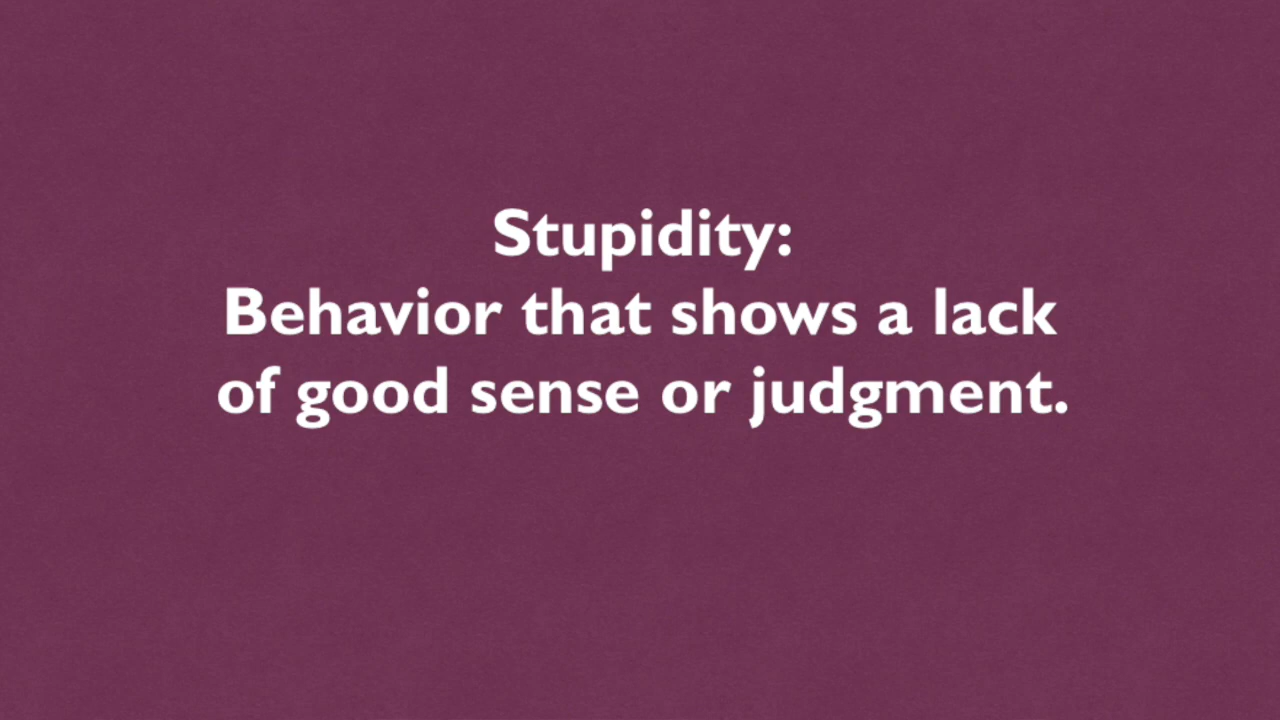 Stupidity:
Behavior that shows a lack
of good sense or judgment.